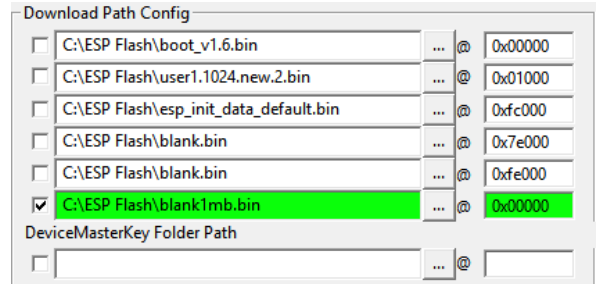 Download Path Config
C:\ESP Flash\boot_v1.6.bin ... @ 0x00000
C:\ESP Flash\user1.1024.new.2.bin ... @ 0x01000
C:\ESP Flash\esp_init_data_default.bin ... @ 0xfc000
C:\ESP Flash\blank.bin ... @ 0x7e000
C:\ESP Flash\blank.bin ... @ 0xfe000
C:\ESP Flash\blank1mb.bin ... @ 0x00000
DeviceMasterKey Folder Path
... @